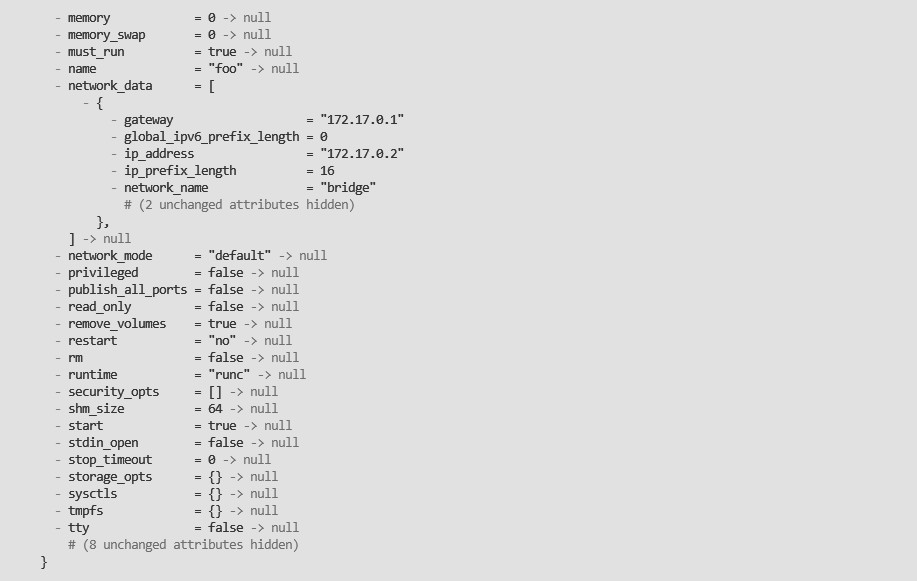 - memory            = 0 -> null
- memory_swap       = 0 -> null
- must_run          = true -> null
- name              = "foo" -> null
- network_data      = [
    - {
        - gateway                   = "172.17.0.1"
        - global_ipv6_prefix_length = 0
        - ip_address                = "172.17.0.2"
        - ip_prefix_length          = 16
        - network_name              = "bridge"
          # (2 unchanged attributes hidden)
      },
  ] -> null
- network_mode      = "default" -> null
- privileged        = false -> null
- publish_all_ports = false -> null
- read_only         = false -> null
- remove_volumes    = true -> null
- restart           = "no" -> null
- rm                = false -> null
- runtime           = "runc" -> null
- security_opts     = [] -> null
- shm_size          = 64 -> null
- start             = true -> null
- stdin_open        = false -> null
- stop_timeout      = 0 -> null
- storage_opts      = {} -> null
- sysctls           = {} -> null
- tmpfs             = {} -> null
- tty               = false -> null
  # (8 unchanged attributes hidden)
}